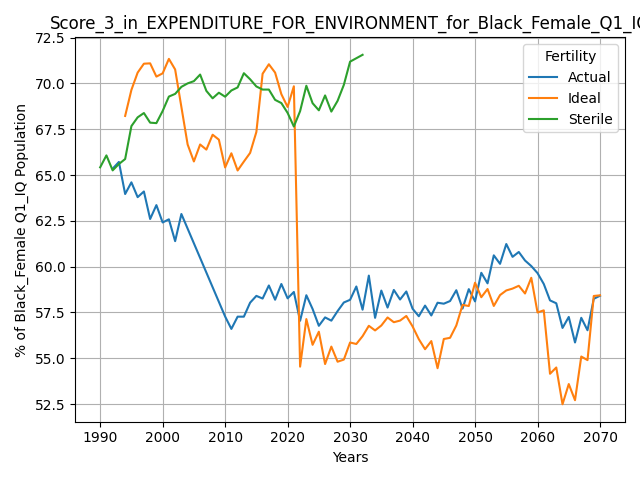 Score_3_in_EXPENDITURE_FOR_ENVIRONMENT_for_Black_Female_Q1_IQ
72.5
70.0
67.5
65.0
62.5
60.0
57.5
55.0
52.5
% of Black_Female Q1_IQ Population
Fertility
Actual
Ideal
Sterile
1990 2000 2010 2020 2030 2040 2050 2060 2070
Years